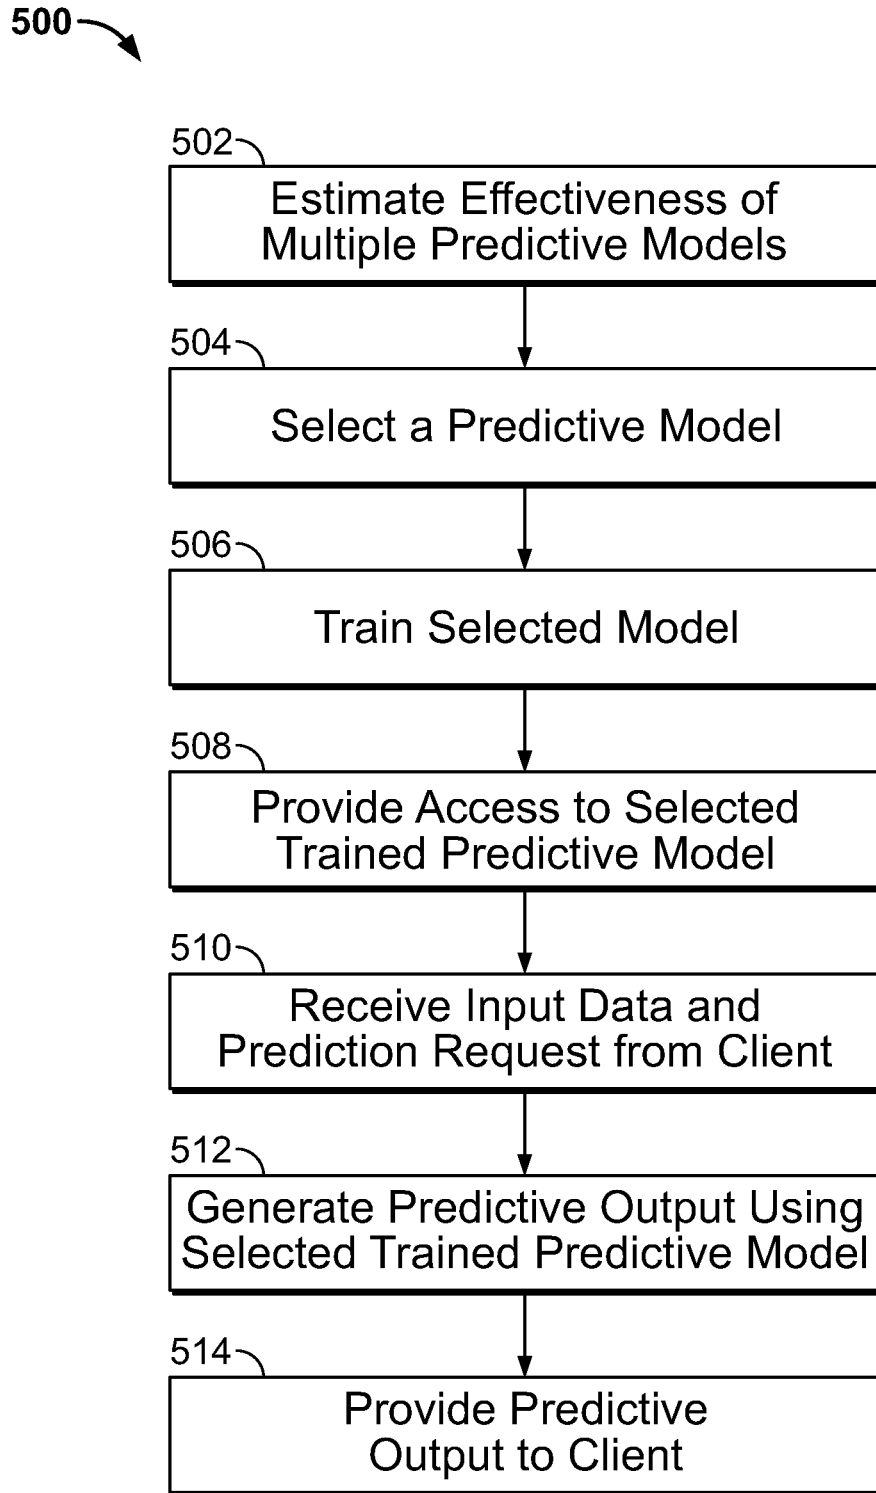 500
502
Estimate Effectiveness of
Multiple Predictive Models
504
Select a Predictive Model
506
Train Selected Model
508
Provide Access to Selected
Trained Predictive Model
510
Receive Input Data and
Prediction Request from Client
512
Generate Predictive Output Using
Selected Trained Predictive Model
514
Provide Predictive
Output to Client